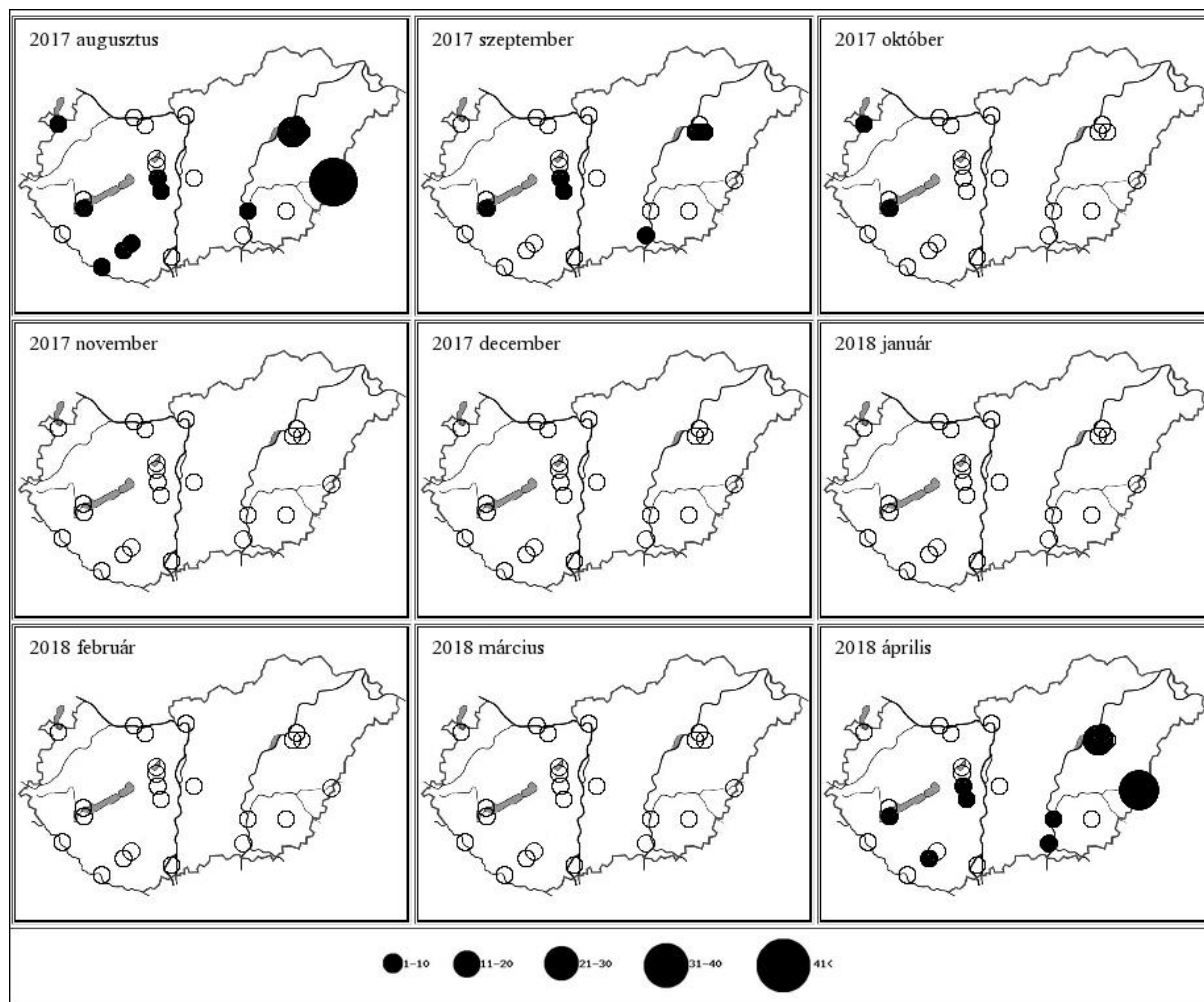 2017 augusztus
2017 szeptember
2017 október
2017 november
2017 december
2018 január
2018 február
2018 március
2018 április
1-10 11-20 21-30 31-40 41<